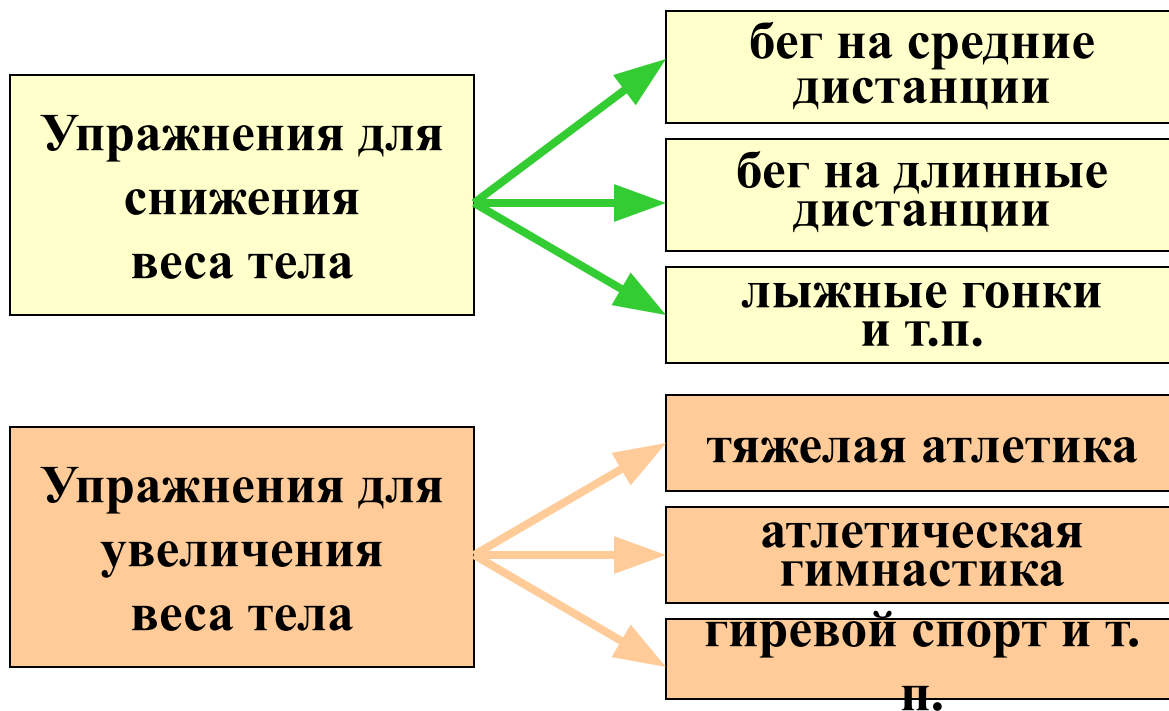 Упражнения для
снижения
веса тела
бег на средние
дистанции
бег на длинные
дистанции
лыжные гонки
и т.п.
Упражнения для
увеличения
веса тела
тяжелая атлетика
атлетическая
гимнастика
гиревой спорт и т.
п.